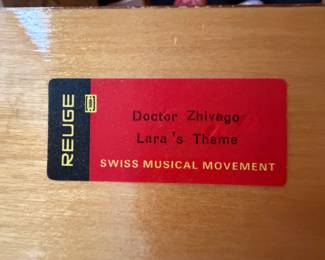 REUGE
Doctor Zhivago
Lara's Theme
SWISS MUSICAL MOVEMENT